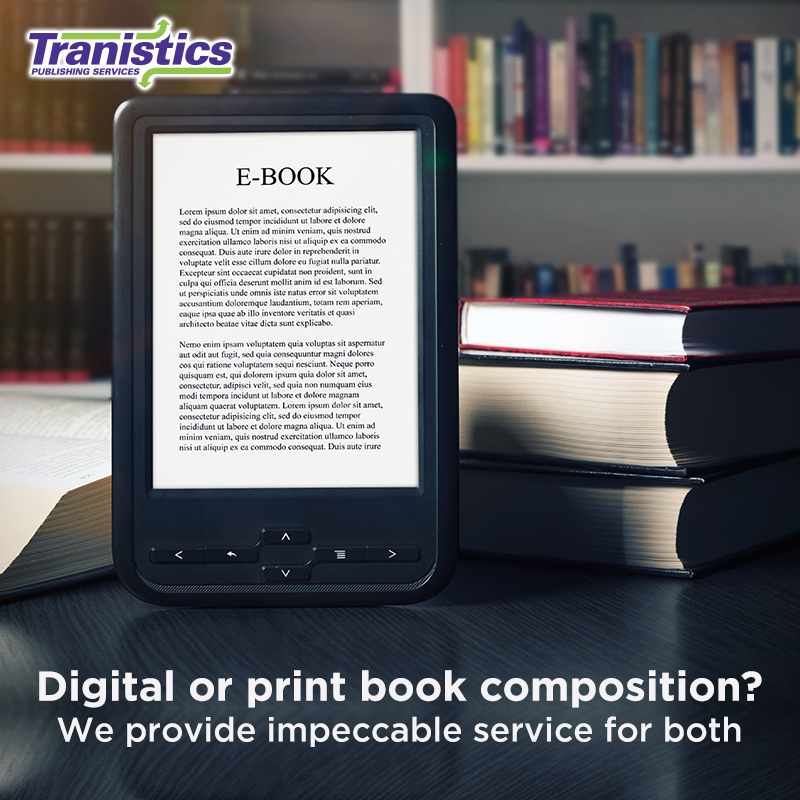 Tranistics
PUBLISHING SERVICES
E-BOOK
Lorem ipsum dolor sit amet, consectetur adipisicing elit,
sed do eiusmod tempor incididunt ut labore et dolore
magna aliqua. Ut enim ad minim veniam, quis nostrud
exercitation ullamco laboris nisi ut aliquip ex ea commodo
consequat. Duis aute irure dolor in reprehenderit in
voluptate velit esse cillum dolore eu fugiat nulla pariatur.
Excepteur sint occaecat cupidatat non proident, sunt in
culpa qui officia deserunt mollit anim id est laborum. Sed
ut perspiciatis unde omnis iste natus error sit voluptatem
accusantium doloremque laudantium, totam rem aperiam,
eaque ipsa quae ab illo inventore veritatis et quasi
architecto beatae vitae dicta sunt explicabo.
Nemo enim ipsam voluptatem quia voluptas sit aspernatur
aut odit aut fugit, sed quia consequuntur magni dolores
cos qui ratione voluptatem sequi nesciunt. Neque porro
quisquam est, qui dolorem ipsum quia dolor sit amet,
consectetur, adipisci velit, sed quia non numquam eius
modi tempora incidunt ut labore et dolore magnam
aliquam quaerat voluptatem. Lorem ipsum dolor sit amet,
consectetur adipisicing elit, sed do eiusmod tempor
incididunt ut labore et dolore magna aliqua. Ut enim ad
minim veniam, quis nostrud exercitation ullamco laboris
nisi ut aliquip ex ea commodo consequat. Duis aute irure
Digital or print book composition?
We provide impeccable service for both